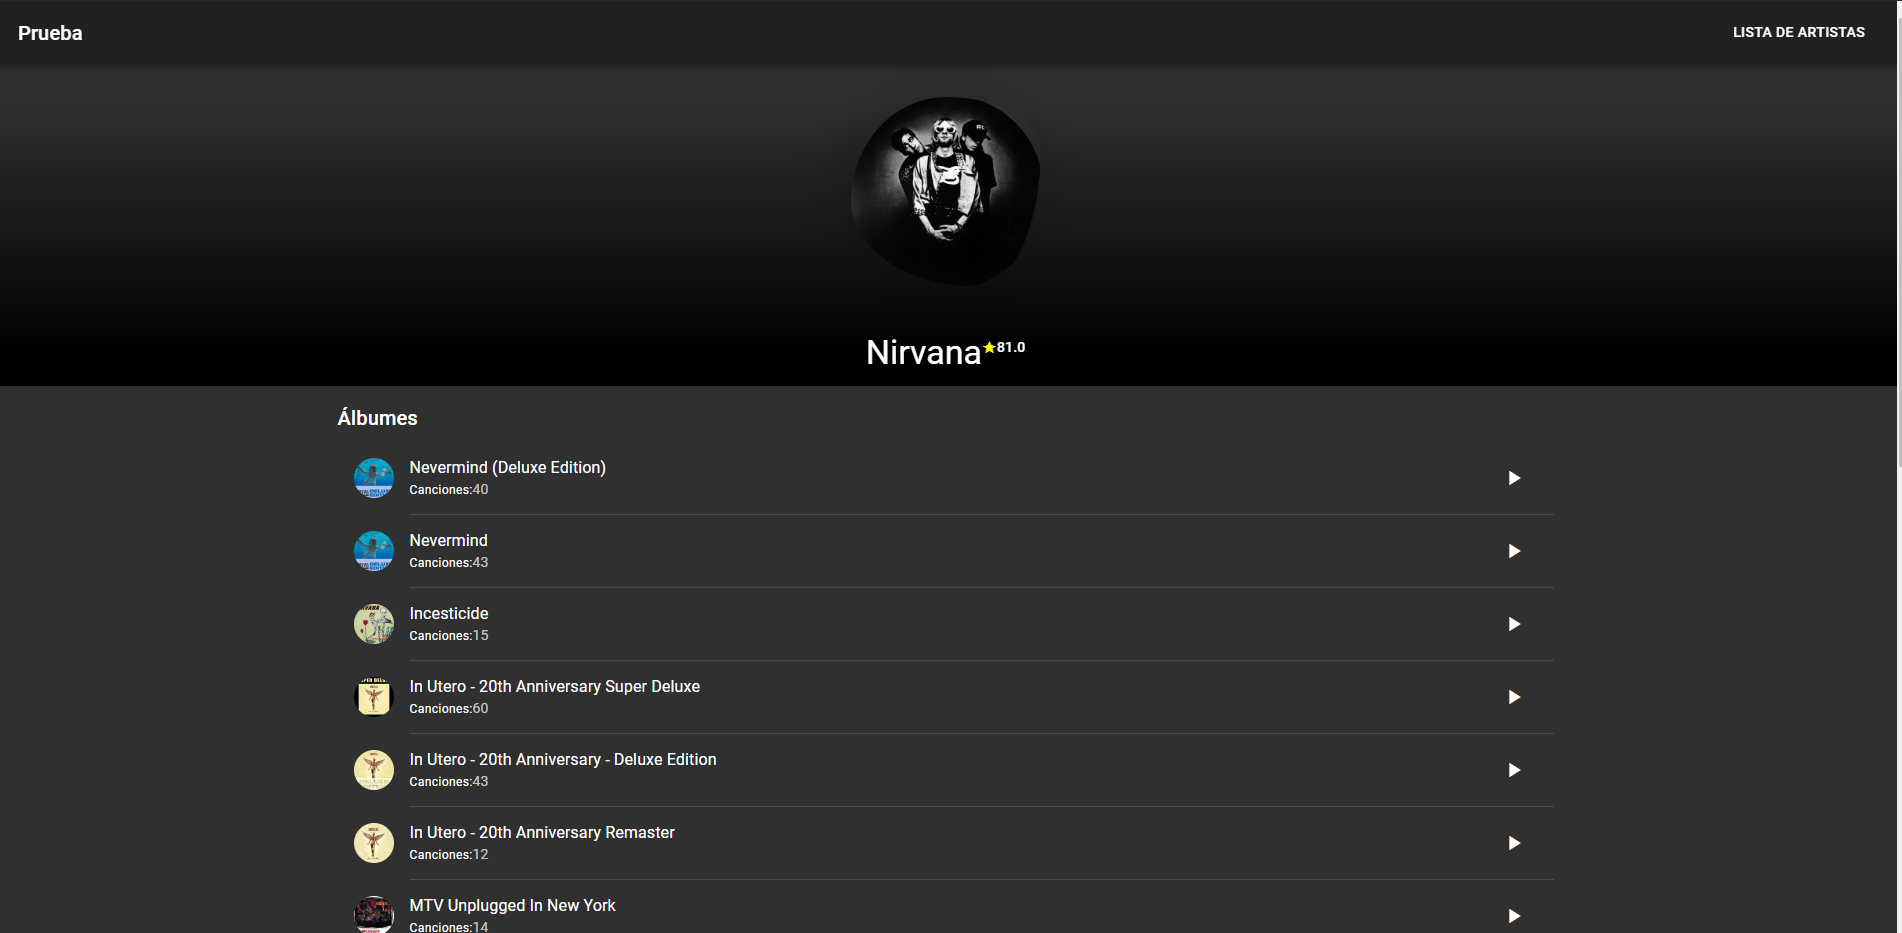 Prueba
LISTA DE ARTISTAS
Nirvana★81.0
Álbumes
Nevermind (Deluxe Edition)
Canciones:40
Nevermind
Canciones:43
Incesticide
Canciones:15
In Utero - 20th Anniversary Super Deluxe
Canciones:60
In Utero - 20th Anniversary - Deluxe Edition
Canciones:43
In Utero - 20th Anniversary Remaster
Canciones:12
MTV Unplugged In New York
Canciones:14